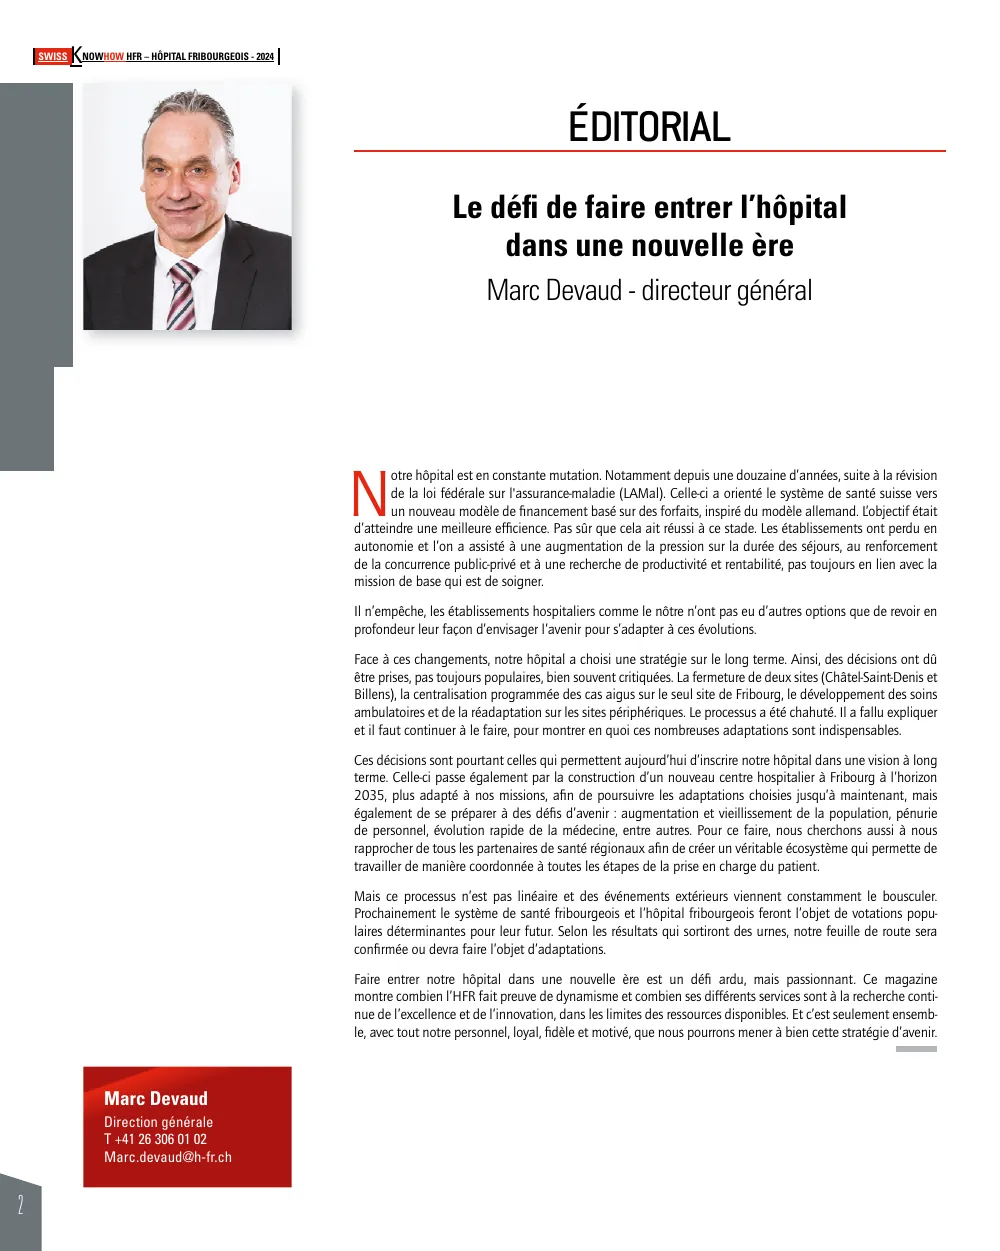 SWISS KNOWHOW HFR – HÔPITAL FRIBOURGEOIS - 2024
ÉDITORIAL
Le défi de faire entrer l’hôpital
dans une nouvelle ère
Marc Devaud - directeur général
Notre hôpital est en constante mutation. Notamment depuis une douzaine d’années, suite à la révision
de la loi fédérale sur l'assurance-maladie (LAMal). Celle-ci a orienté le système de santé suisse vers
un nouveau modèle de financement basé sur des forfaits, inspiré du modèle allemand. L’objectif était
d’atteindre une meilleure efficience. Pas sûr que cela ait réussi à ce stade. Les établissements ont perdu en
autonomie et l’on a assisté à une augmentation de la pression sur la durée des séjours, au renforcement
de la concurrence public-privé et à une recherche de productivité et rentabilité, pas toujours en lien avec la
mission de base qui est de soigner.
Il n’empêche, les établissements hospitaliers comme le nôtre n’ont pas eu d’autres options que de revoir en
profondeur leur façon d’envisager l’avenir pour s’adapter à ces évolutions.
Face à ces changements, notre hôpital a choisi une stratégie sur le long terme. Ainsi, des décisions ont dû
être prises, pas toujours populaires, bien souvent critiquées. La fermeture de deux sites (Châtel-Saint-Denis et
Billens), la centralisation programmée des cas aigus sur le seul site de Fribourg, le développement des soins
ambulatoires et de la réadaptation sur les sites périphériques. Le processus a été chahuté. Il a fallu expliquer
et il faut continuer à le faire, pour montrer en quoi ces nombreuses adaptations sont indispensables.
Ces décisions sont pourtant celles qui permettent aujourd’hui d’inscrire notre hôpital dans une vision à long
terme. Celle-ci passe également par la construction d’un nouveau centre hospitalier à Fribourg à l’horizon
2035, plus adapté à nos missions, afin de poursuivre les adaptations choisies jusqu’à maintenant, mais
également de se préparer à des défis d’avenir : augmentation et vieillissement de la population, pénurie
de personnel, évolution rapide de la médecine, entre autres. Pour ce faire, nous cherchons aussi à nous
rapprocher de tous les partenaires de santé régionaux afin de créer un véritable écosystème qui permette de
travailler de manière coordonnée à toutes les étapes de la prise en charge du patient.
Mais ce processus n’est pas linéaire et des événements extérieurs viennent constamment le bousculer.
Prochainement le système de santé fribourgeois et l’hôpital fribourgeois feront l’objet de votations popu-
laires déterminantes pour leur futur. Selon les résultats qui sortiront des urnes, notre feuille de route sera
confirmée ou devra faire l’objet d’adaptations.
Faire entrer notre hôpital dans une nouvelle ère est un défi ardu, mais passionnant. Ce magazine
montre combien l’HFR fait preuve de dynamisme et combien ses différents services sont à la recherche conti-
nue de l’excellence et de l’innovation, dans les limites des ressources disponibles. Et c’est seulement ensemb-
le, avec tout notre personnel, loyal, fidèle et motivé, que nous pourrons mener à bien cette stratégie d’avenir.
Marc Devaud
Direction générale
T +41 26 306 01 02
Marc.devaud@h-fr.ch
2